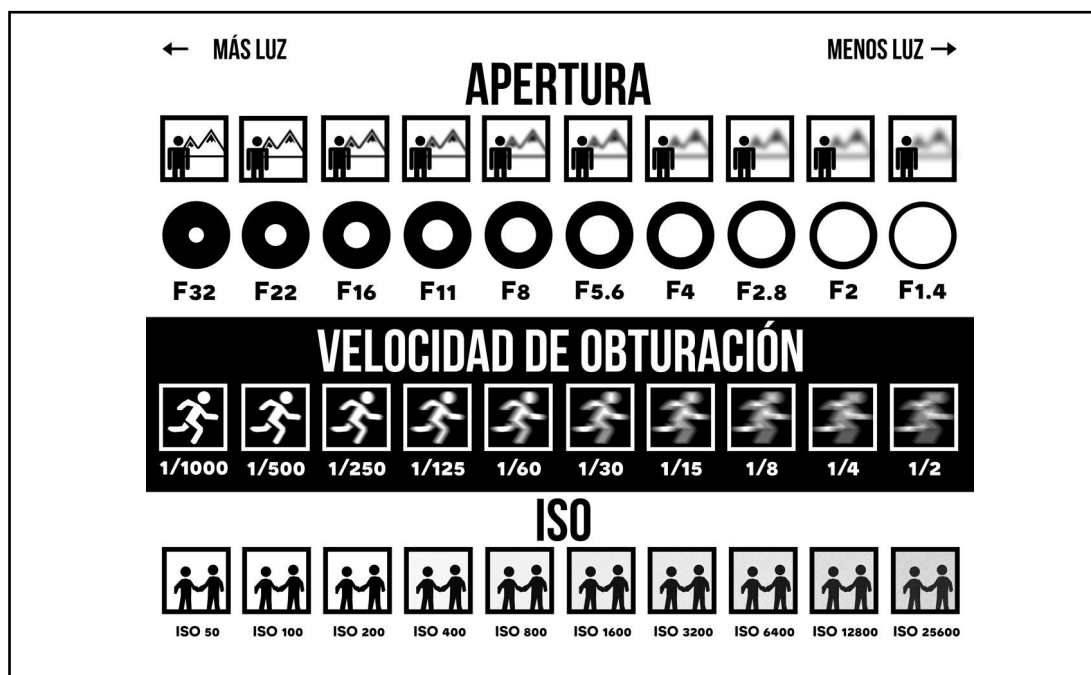 ← MÁS LUZ MENOS LUZ →
APERTURA
F32 F22 F16 F11 F8 F5.6 F4 F2.8 F2 F1.4
VELOCIDAD DE OBTURACIÓN
1/1000 1/500 1/250 1/125 1/60 1/30 1/15 1/8 1/4 1/2
ISO
ISO 50 ISO 100 ISO 200 ISO 400 ISO 800 ISO 1600 ISO 3200 ISO 6400 ISO 12800 ISO 25600